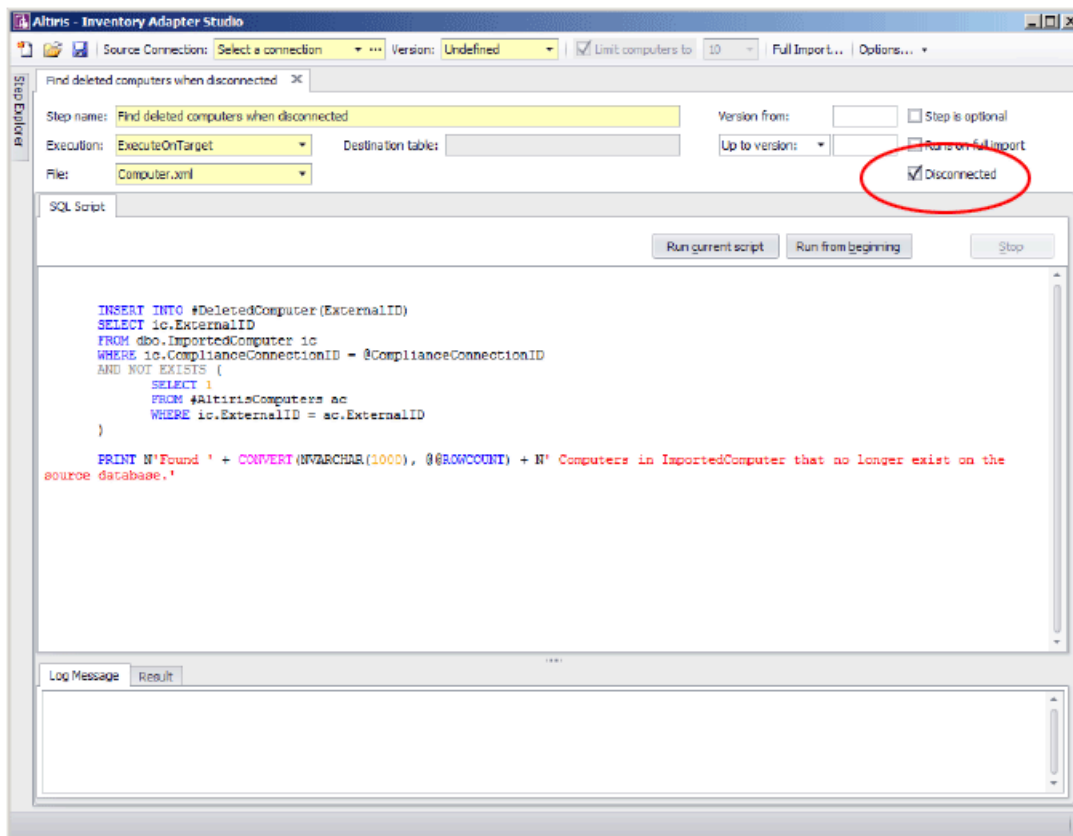 Altiris - Inventory Adapter Studio
Source Connection: Select a connection Version: Undefined Limit computers to 10 Full Import... Options...
Step Explorer
Find deleted computers when disconnected
Step name: Find deleted computers when disconnected Version from: Step is optional
Execution: ExecuteOnTarget Destination table: Up to version: Runs on full import
File: Computer.xml Disconnected
SQL Script
Run current script Run from beginning Stop
INSERT INTO #DeletedComputer(ExternalID)
SELECT ic.ExternalID
FROM dbo.ImportedComputer ic
WHERE ic.ComplianceConnectionID = @ComplianceConnectionID
AND NOT EXISTS (
SELECT 1
FROM #AltirisComputers ac
WHERE ic.ExternalID = ac.ExternalID
)
PRINT N'Found ' + CONVERT(NVARCHAR(1000), @@ROWCOUNT) + N' Computers in ImportedComputer that no longer exist on the
source database.'
Log Message Result